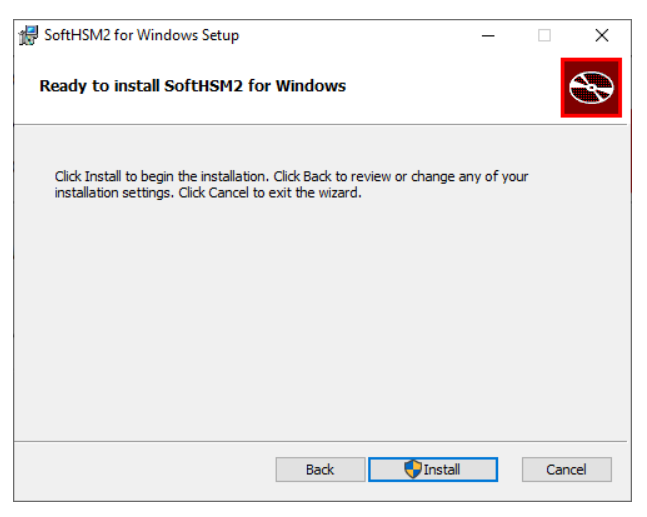 SoftHSM2 for Windows Setup
Ready to install SoftHSM2 for Windows
Click Install to begin the installation. Click Back to review or change any of your
installation settings. Click Cancel to exit the wizard.
Back Install Cancel